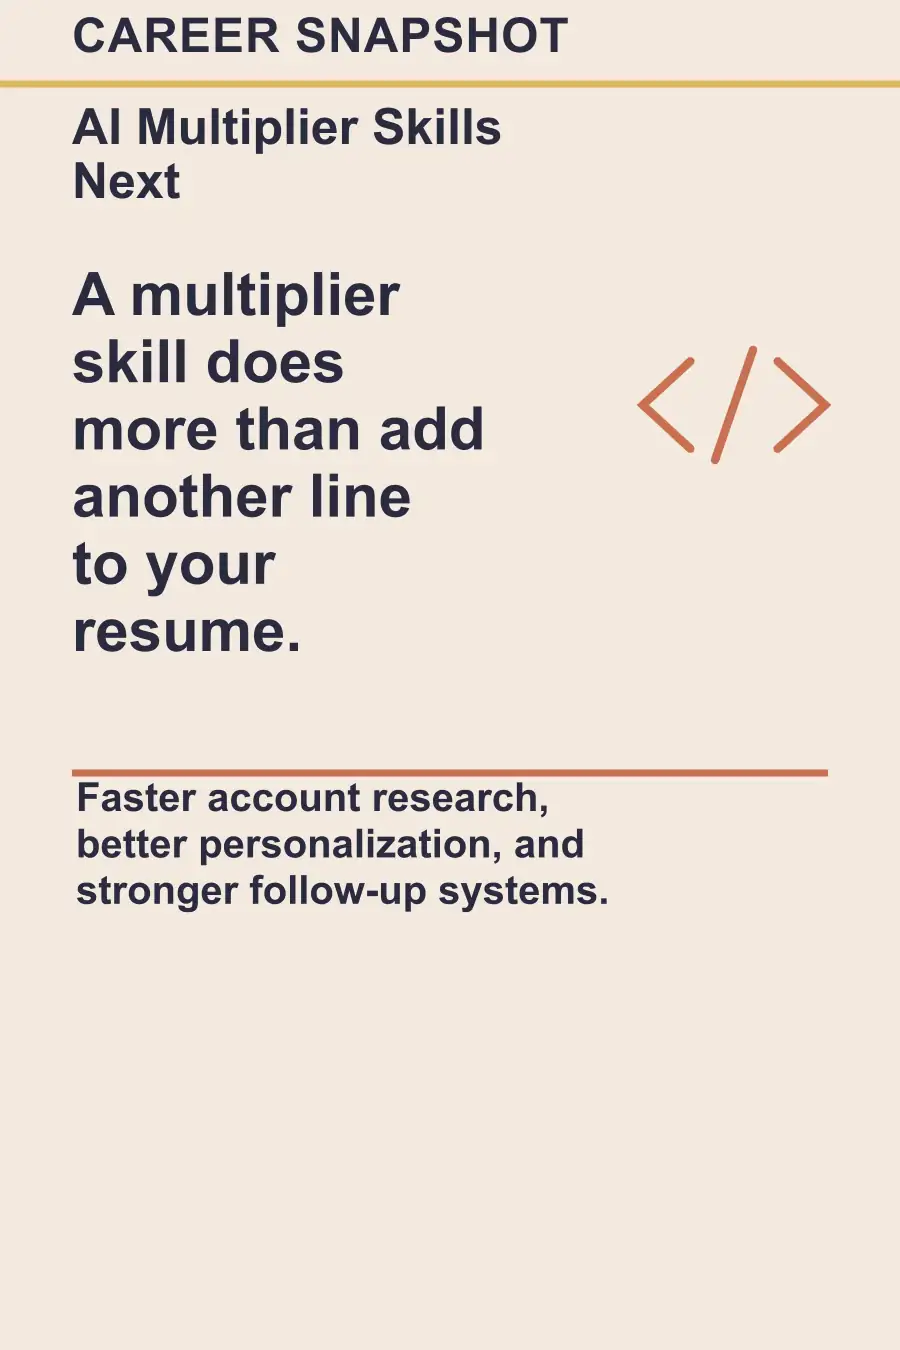 CAREER SNAPSHOT
AI Multiplier Skills
Next
A multiplier
skill does
more than add
another line
to your
resume.
Faster account research,
better personalization, and
stronger follow-up systems.